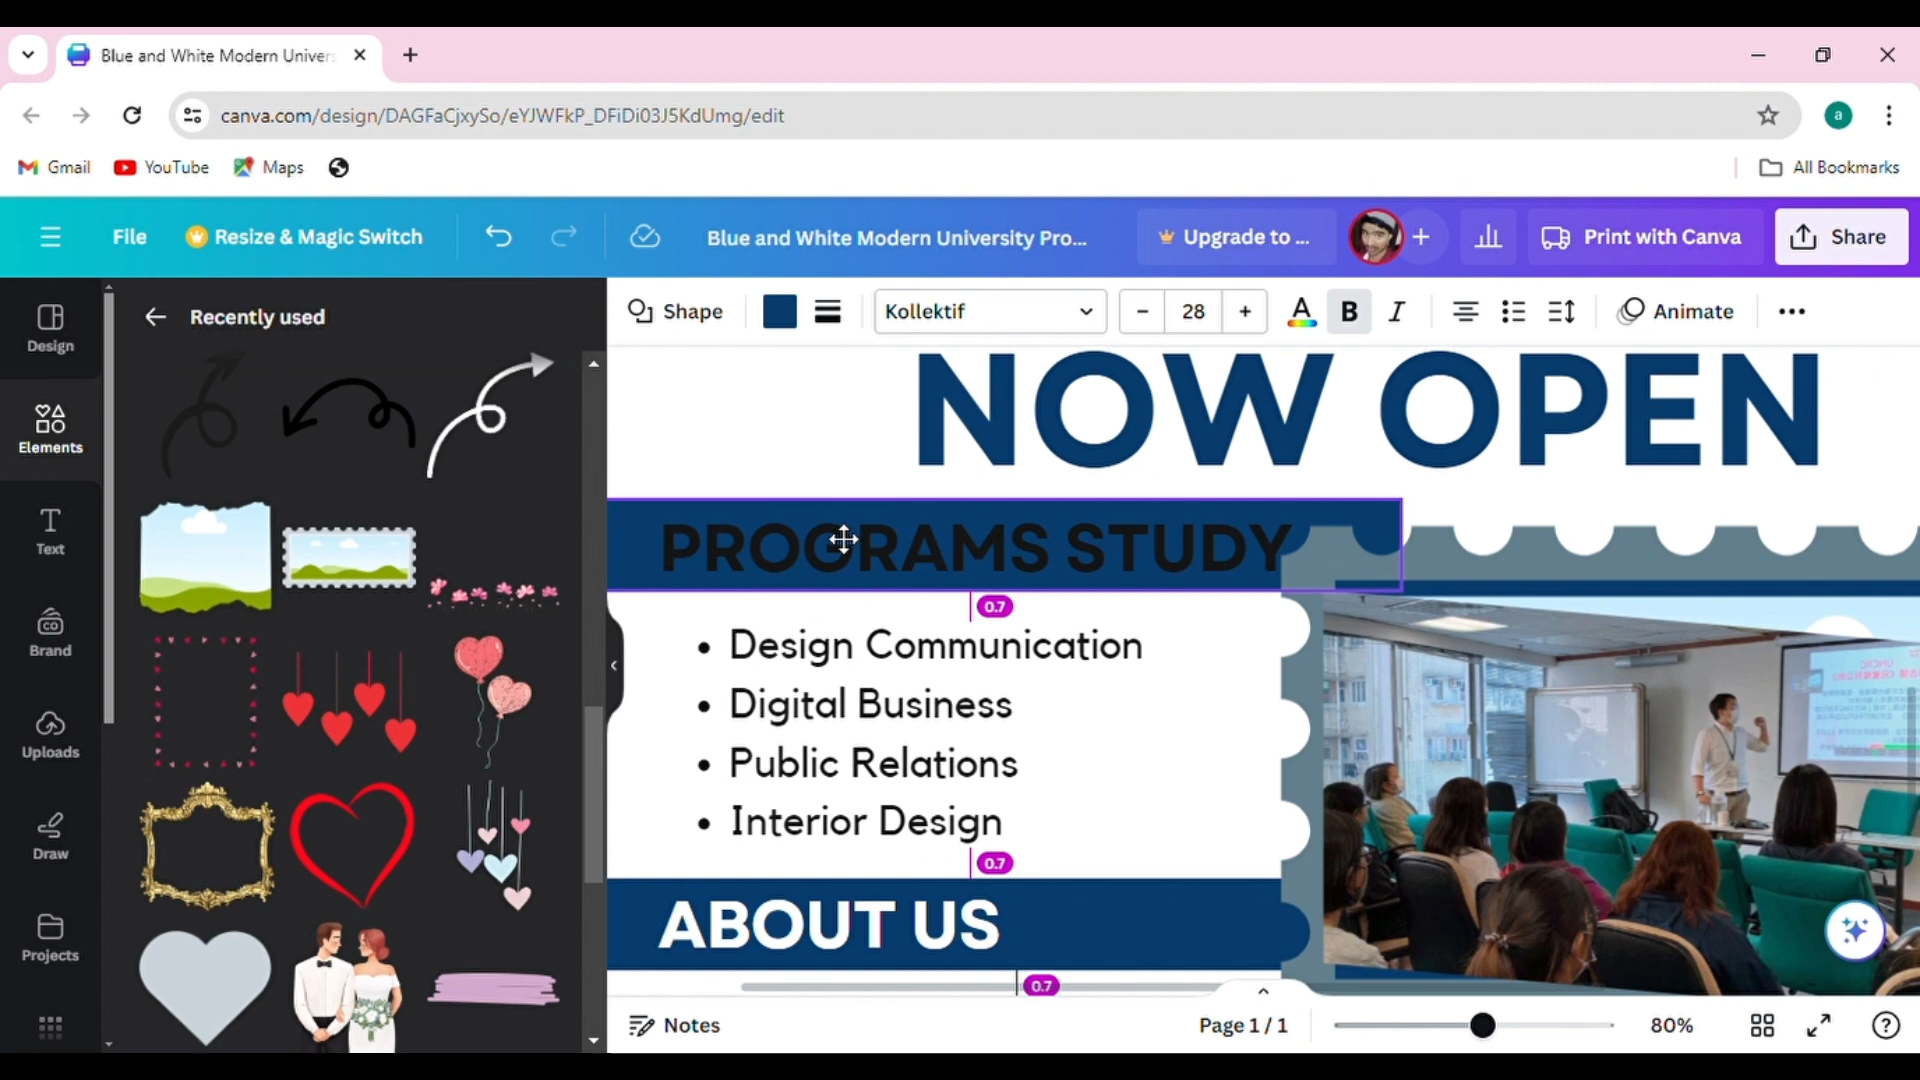 Blue and White Modern Univer
canva.com/design/DAGFaCjxySo/eYJWFkP_DFiDi03J5KdUmg/edit
a
Gmail
YouTube
Maps
All Bookmarks
File
Resize & Magic Switch
Blue and White Modern University Pro...
Upgrade to ...
Print with Canva
Share
Design
Elements
Text
Brand
Uploads
Draw
Projects
Recently used
Shape
Kollektif
28
Animate
NOW OPEN
PROGRAMS STUDY
0.7
• Design Communication
• Digital Business
• Public Relations
• Interior Design
0.7
ABOUT US
0.7
Notes
Page 1 / 1
80%